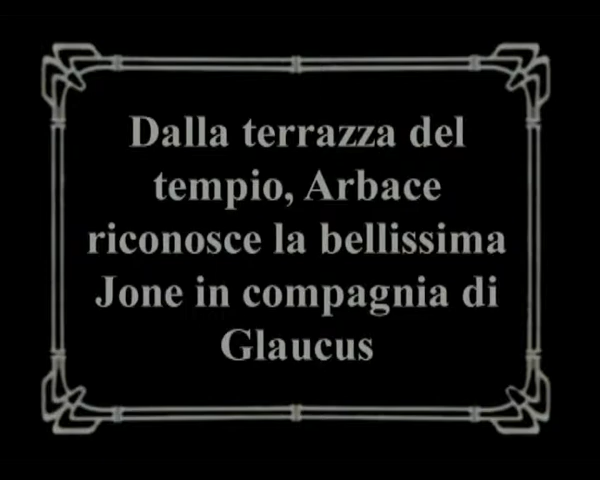 Dalla terrazza del
tempio, Arbace
riconosce la bellissima
Jone in compagnia di
Glaucus